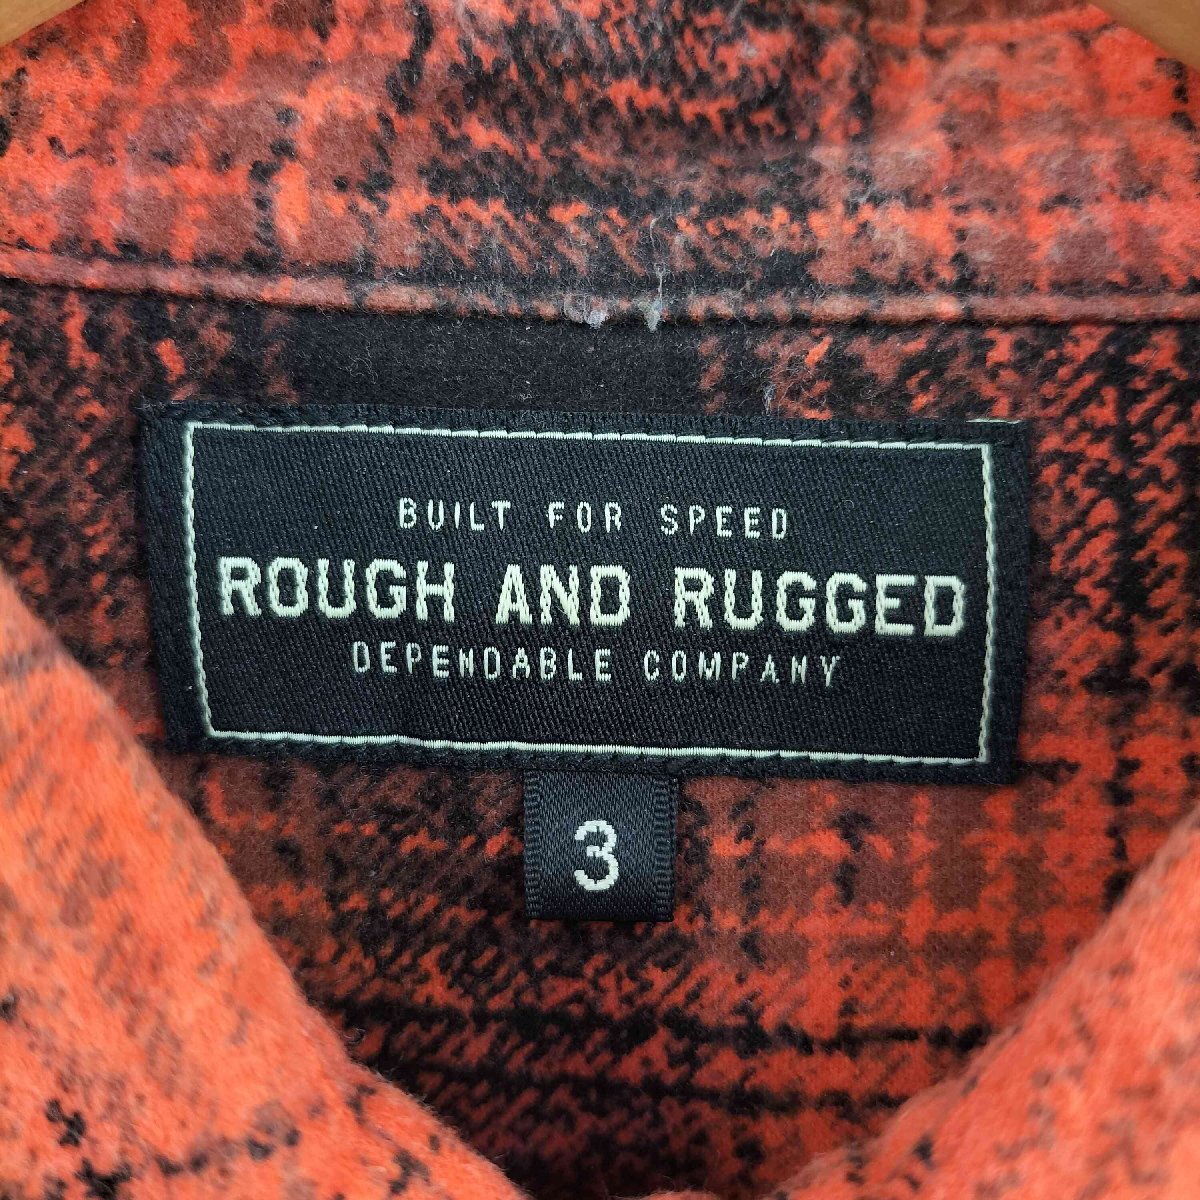 BUILT FOR SPEED
ROUGH AND RUGGED
DEPENDABLE COMPANY
3